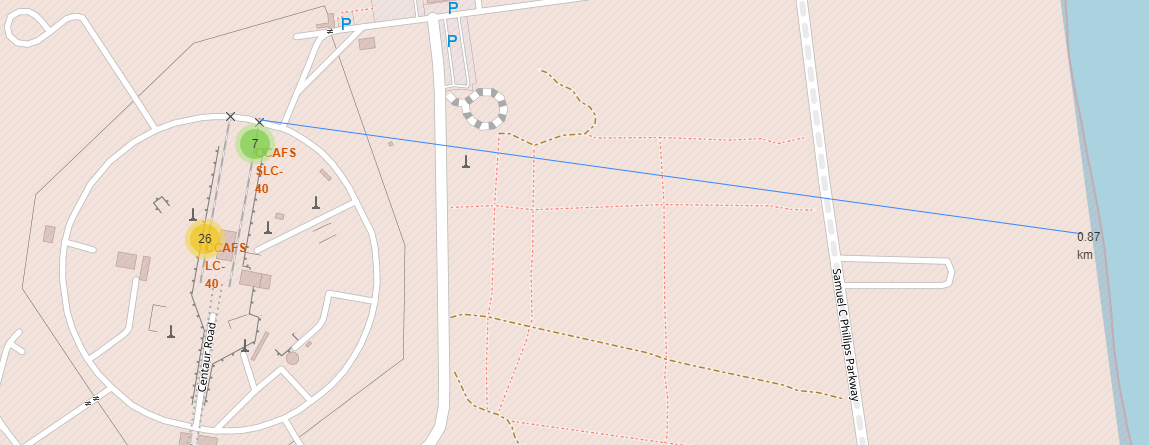 P
P
P
7
CCAFS
SLC-
40
26
CCAFS
LC-
40
0.87
km
Centaur Road
Samuel C Phillips Parkway